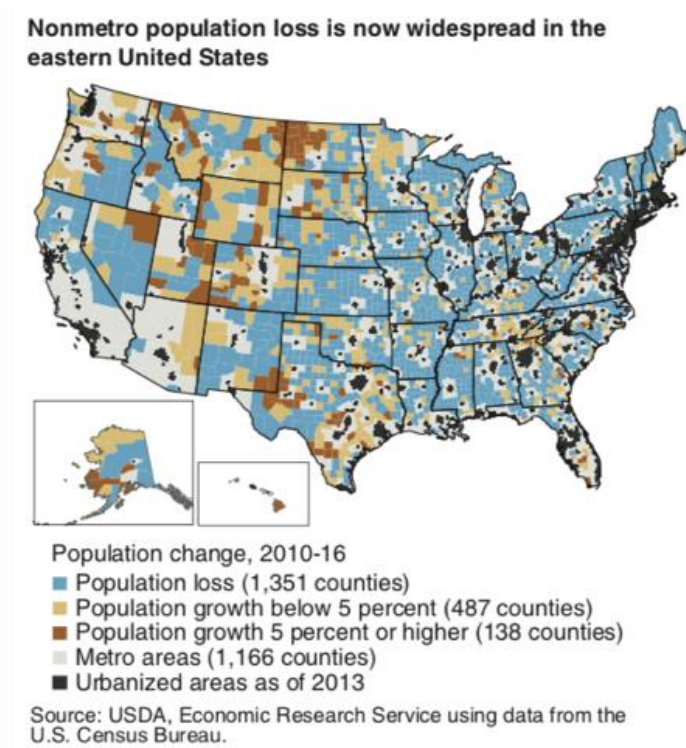 Nonmetro population loss is now widespread in the
eastern United States
Population change, 2010-16
Population loss (1,351 counties)
Population growth below 5 percent (487 counties)
Population growth 5 percent or higher (138 counties)
Metro areas (1,166 counties)
Urbanized areas as of 2013
Source: USDA, Economic Research Service using data from the
U.S. Census Bureau.